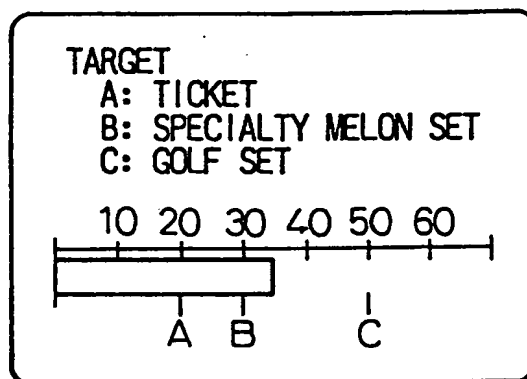 TARGET
A: TICKET
B: SPECIALTY MELON SET
C: GOLF SET
10 20 30 40 50 60
A B C